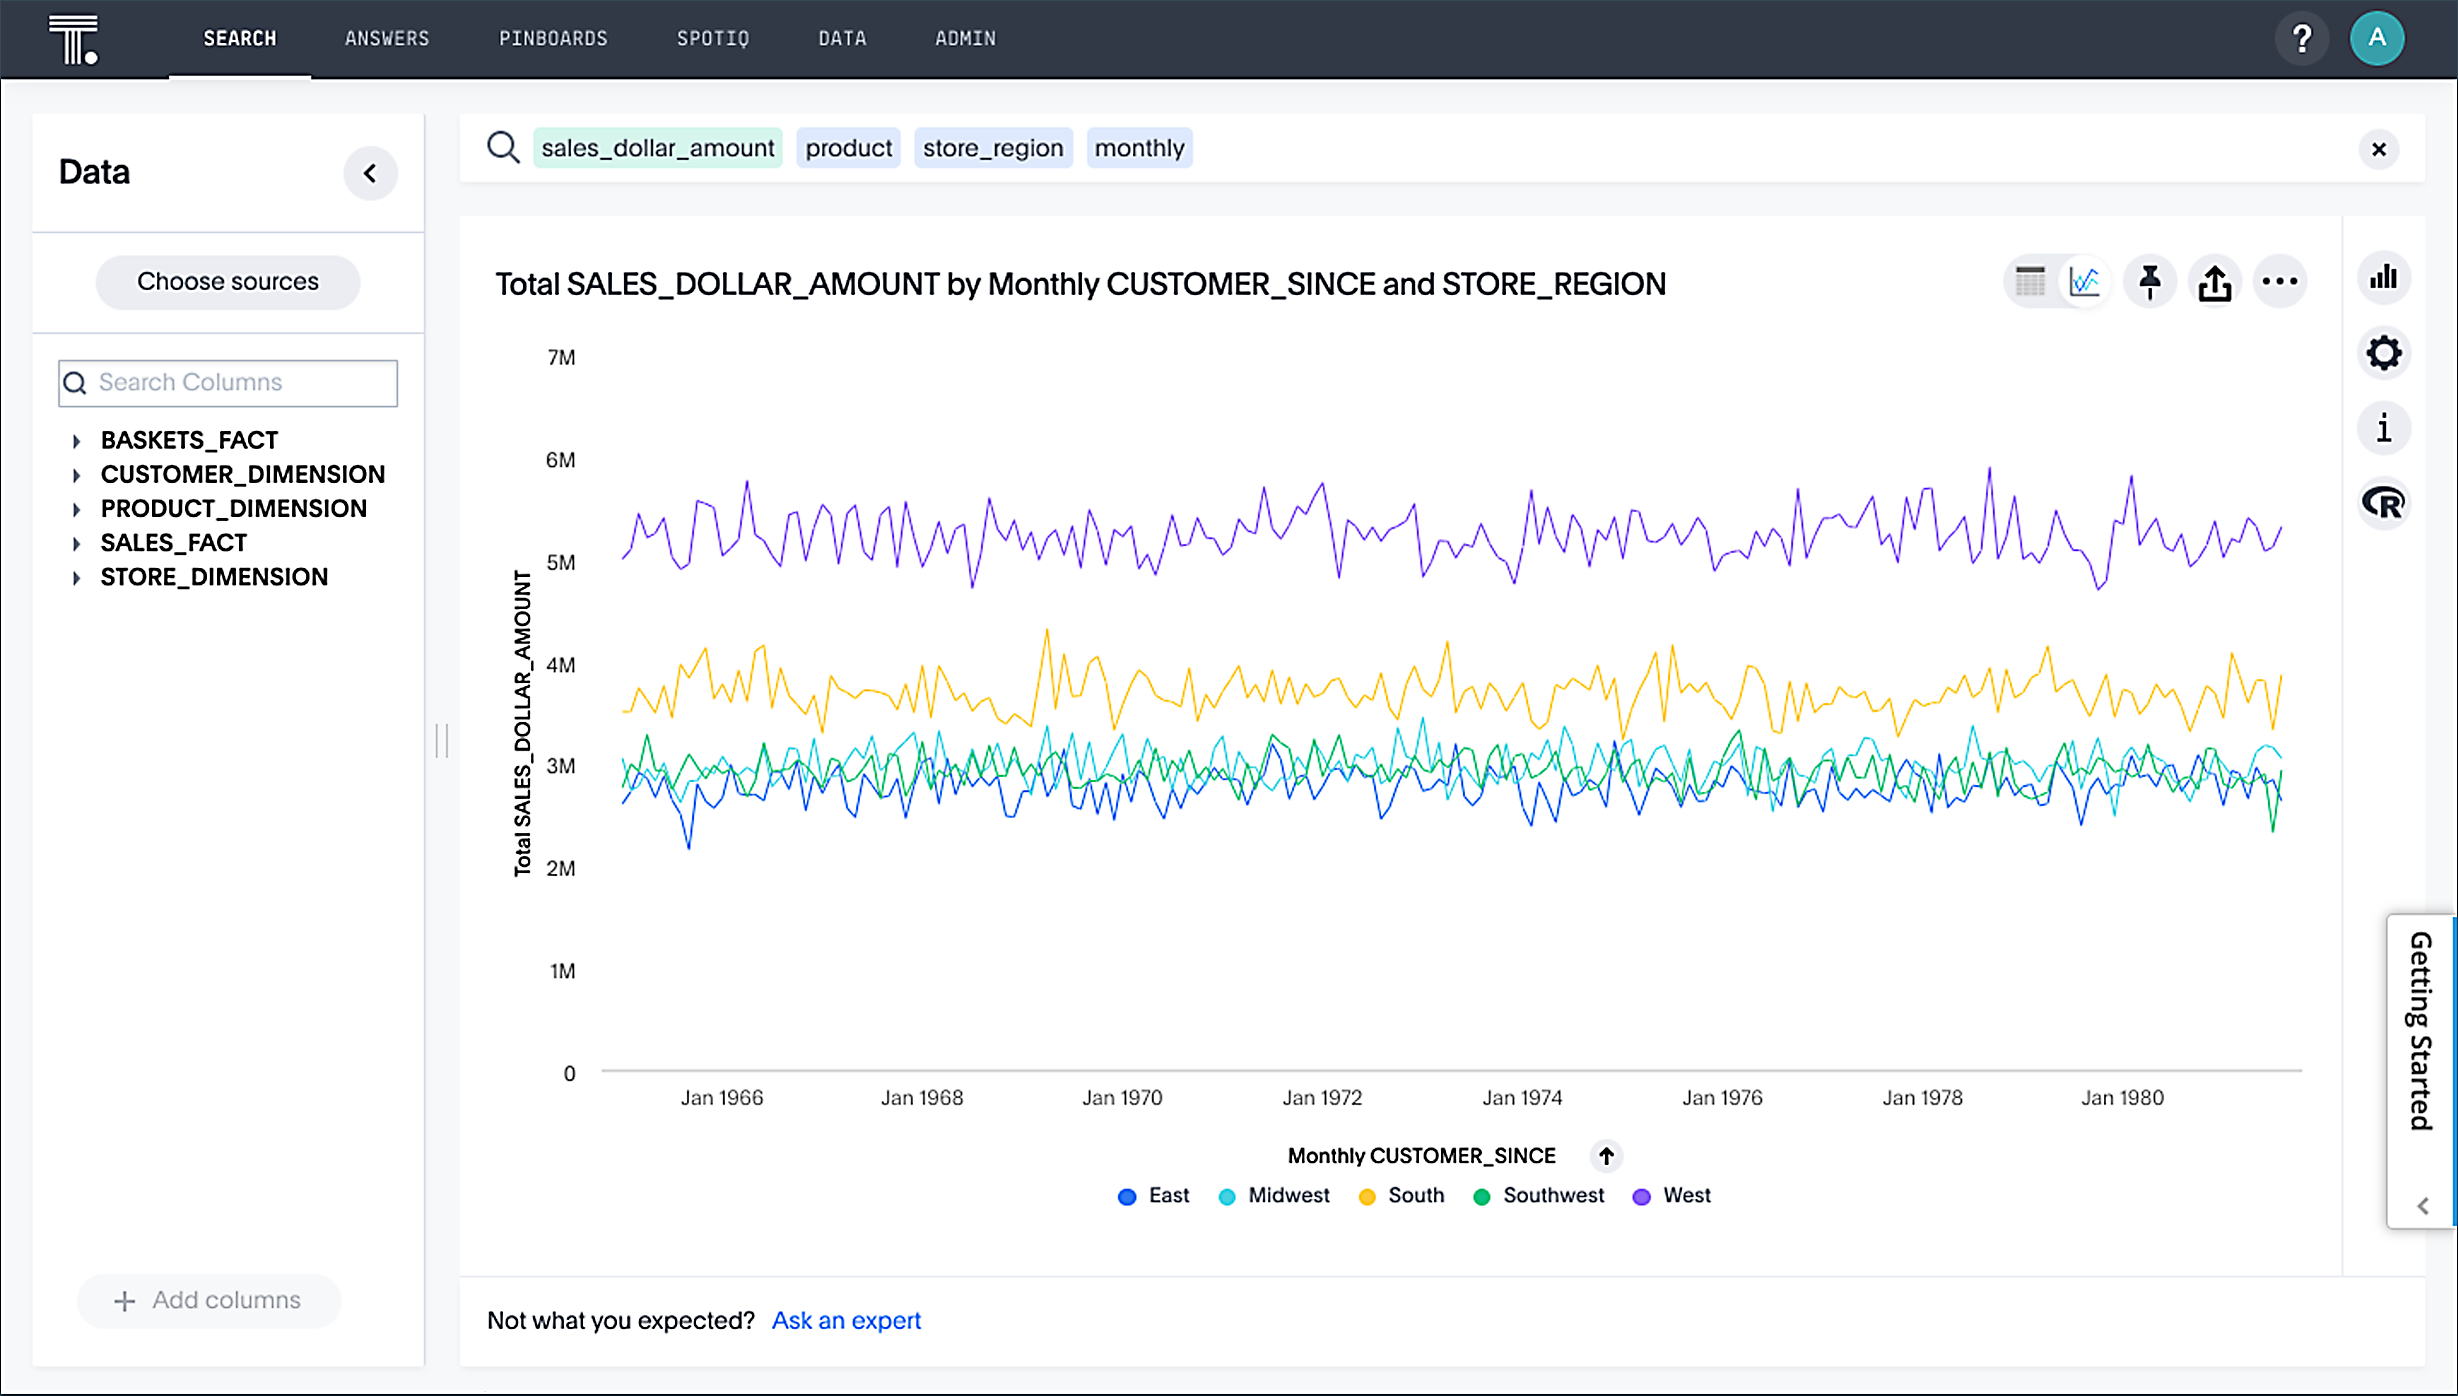 T.
SEARCH ANSWERS PINBOARDS SPOTIQ DATA ADMIN ? A
Data
Choose sources
Search Columns
BASKETS_FACT
CUSTOMER_DIMENSION
PRODUCT_DIMENSION
SALES_FACT
STORE_DIMENSION
+ Add columns
sales_dollar_amount product store_region monthly
Total SALES_DOLLAR_AMOUNT by Monthly CUSTOMER_SINCE and STORE_REGION
i
R
Total SALES_DOLLAR_AMOUNT
7M
6M
5M
4M
3M
2M
1M
0
Jan 1966 Jan 1968 Jan 1970 Jan 1972 Jan 1974 Jan 1976 Jan 1978 Jan 1980
Monthly CUSTOMER_SINCE
East Midwest South Southwest West
Getting Started
Not what you expected? Ask an expert